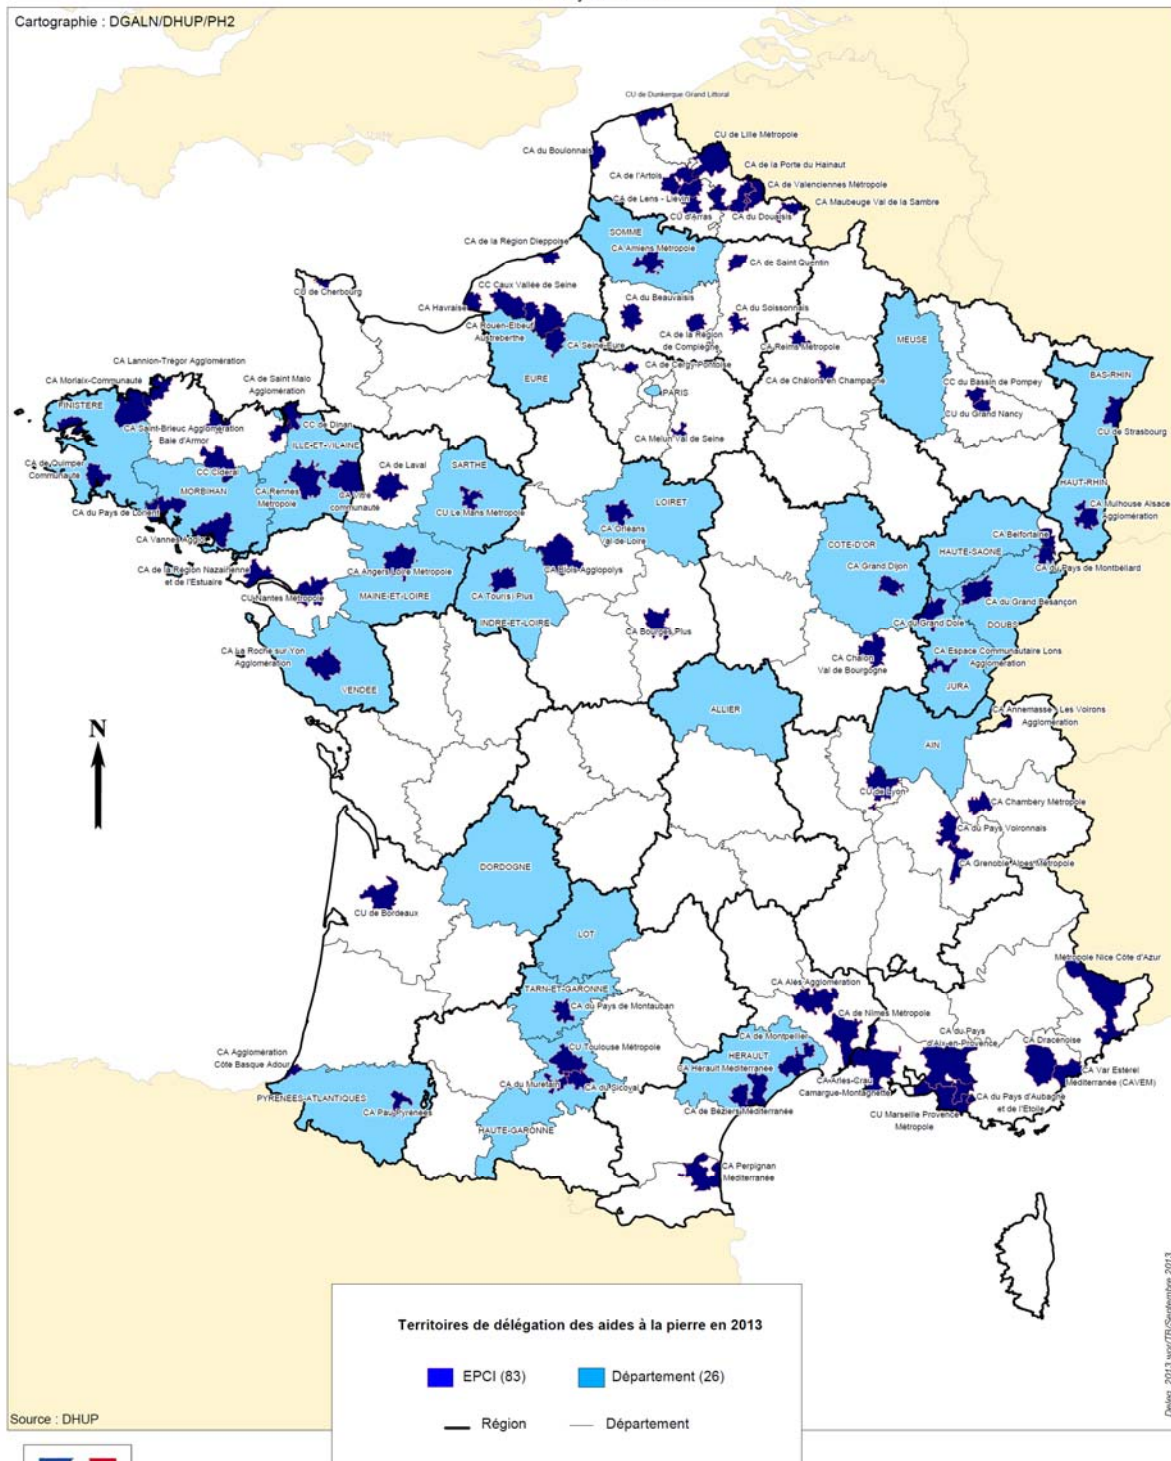 Cartographie : DGALN/DHUP/PH2
CU de Dunkerque Grand Littoral
CU de Lille Métropole
CA du Boulonnais
CA de la Porte du Hainaut
CA de l'Artois
CA de Valenciennes Métropole
CA de Lens - Liévin
CA Maubeuge Val de la Sambre
CU d'Arras
CA du Douaisis
SOMME
CA de la Région Dieppoise
CA Amiens Métropole
CA de Saint Quentin
CC Caux Vallée de Seine
CU de Cherbourg
CA du Beauvaisis
CA Havraise
CA du Soissonnais
CA Rouen-Elbeuf
Austreberthe
CA de la Région
de Compiègne
CA Reims Métropole
MEUSE
CA Seine-Eure
CA Lannion-Trégor Agglomération
CA de Cergy-Pontoise
CA de Châlons en Champagne
BAS-RHIN
EURE
CA Morlaix-Communauté
CA de Saint Malo
Agglomération
PARIS
CC du Bassin de Pompey
FINISTERE
CU du Grand Nancy
CC de Dinan
CA Saint-Brieuc Agglomération
Baie d'Armor
CA Melun Val de Seine
CU de Strasbourg
ILLE-ET-VILAINE
CA de Quimper
Communauté
CC Cidéral
CA de Laval
SARTHE
HAUT-RHIN
MORBIHAN
CA Rennes
Métropole
CA Vitré
communauté
LOIRET
CA Mulhouse Alsace
Agglomération
CU Le Mans Métropole
CA du Pays de Lorient
CA Orléans
Val de Loire
CA Belfortaine
CA Vannes Agglo
COTE-D'OR
HAUTE-SAONE
CA de la Région Nazairienne
et de l'Estuaire
CA Angers Loire Métropole
CA Blois-Agglopolys
CA Grand Dijon
CA du Pays de Montbéliard
CU Nantes Métropole
MAINE-ET-LOIRE
CA Tour(s) Plus
CA du Grand Besançon
INDRE-ET-LOIRE
CA Bourges Plus
CA du Grand Dole
DOUBS
CA La Roche sur Yon
Agglomération
CA Chalon
Val de Bourgogne
CA Espace Communautaire Lons
Agglomération
VENDEE
JURA
ALLIER
CA Annemasse - Les Voirons
Agglomération
N
AIN
CU de Lyon
CA Chambéry Métropole
CA du Pays Voironnais
CA Grenoble Alpes Métropole
DORDOGNE
CU de Bordeaux
LOT
Métropole Nice Côte d'Azur
TARN-ET-GARONNE
CA Alès Agglomération
CA du Pays de Montauban
CA de Nîmes Métropole
CA de Montpellier
CA du Pays
d'Aix-en-Provence
CA Dracénoise
CA Agglomération
Côte Basque Adour
CU Toulouse Métropole
HERAULT
CA Hérault Méditerranée
CA Var Estérel
Méditerranée (CAVEM)
CA du Muretain
CA du Sicoval
CA Arles-Crau
Camargue-Montagnette
PYRENEES-ATLANTIQUES
CA Pau-Pyrénées
CA de Béziers Méditerranée
CA du Pays d'Aubagne
et de l'Etoile
CU Marseille Provence
Métropole
HAUTE-GARONNE
CA Perpignan
Méditerranée
Territoires de délégation des aides à la pierre en 2013
EPCI (83)
Département (26)
Région
Département
Source : DHUP
Deleg_2013.wor/TB/Septembre 2013